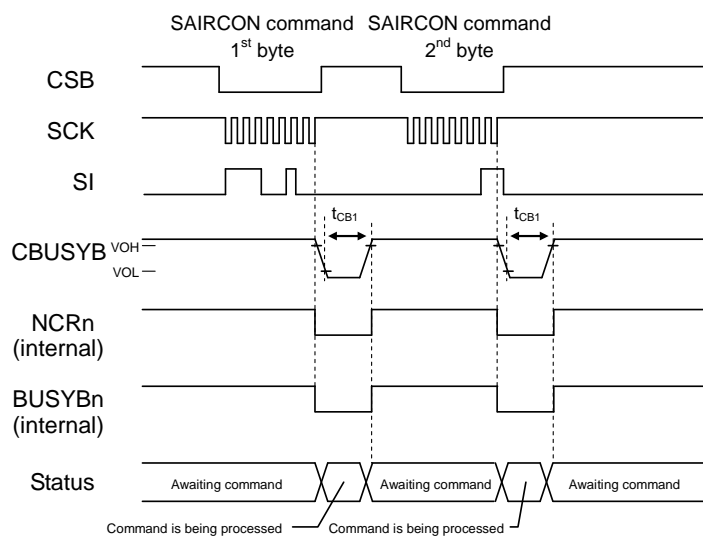 SAIRCON command
1st byte
SAIRCON command
2nd byte
CSB
SCK
SI
tCB1
tCB1
CBUSYB
VOH
VOL
NCRn
(internal)
BUSYBn
(internal)
Status
Awaiting command
Awaiting command
Awaiting command
Command is being processed
Command is being processed